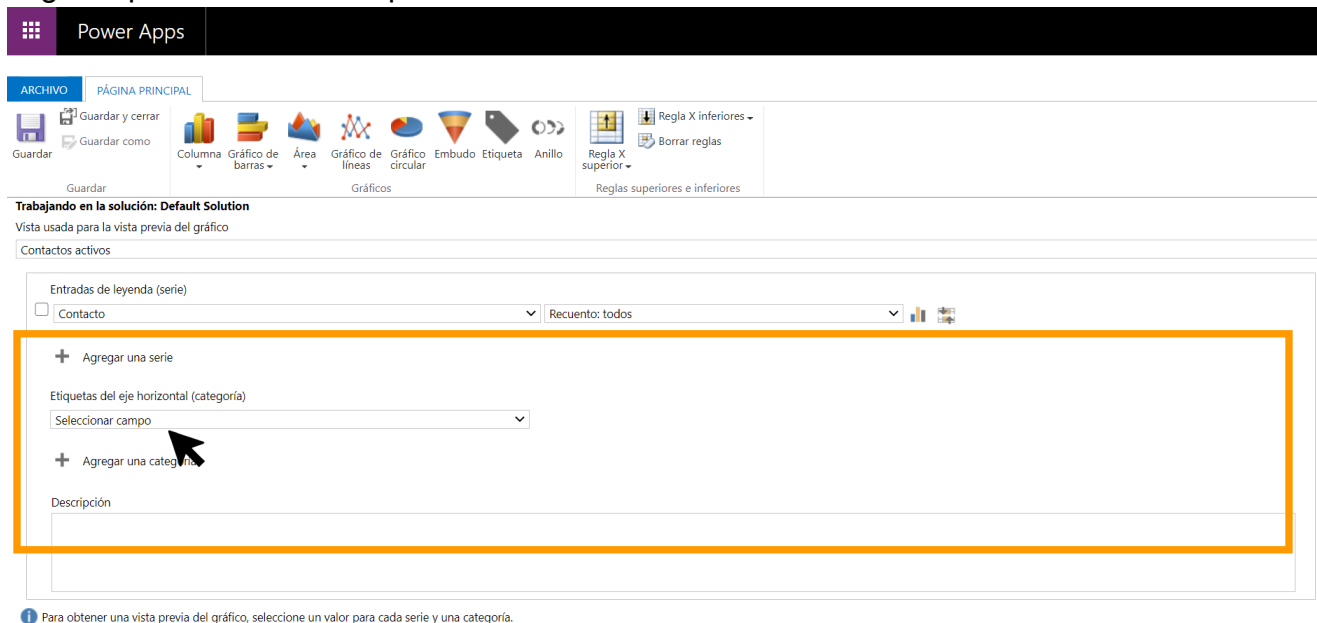 Power Apps
ARCHIVO PÁGINA PRINCIPAL
Guardar
Guardar y cerrar
Guardar como
Columna
Gráfico de barras
Área
Gráfico de líneas
Gráfico circular
Embudo
Etiqueta
Anillo
Regla X superior
Regla X inferiores
Borrar reglas
Guardar
Gráficos
Reglas superiores e inferiores
Trabajando en la solución: Default Solution
Vista usada para la vista previa del gráfico
Contactos activos
Entradas de leyenda (serie)
Contacto
Recuento: todos
Agregar una serie
Etiquetas del eje horizontal (categoría)
Seleccionar campo
Agregar una categoría
Descripción
Para obtener una vista previa del gráfico, seleccione un valor para cada serie y una categoría.